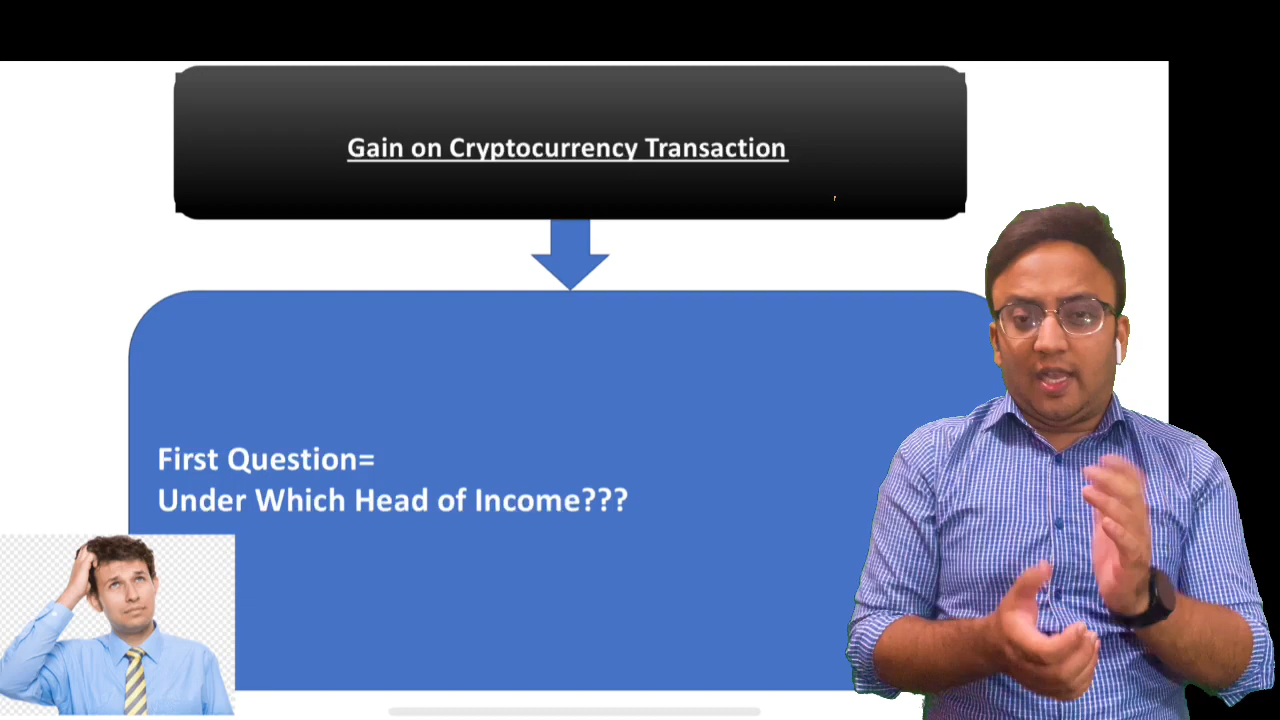 Gain on Cryptocurrency Transaction
First Question=
Under Which Head of Income???